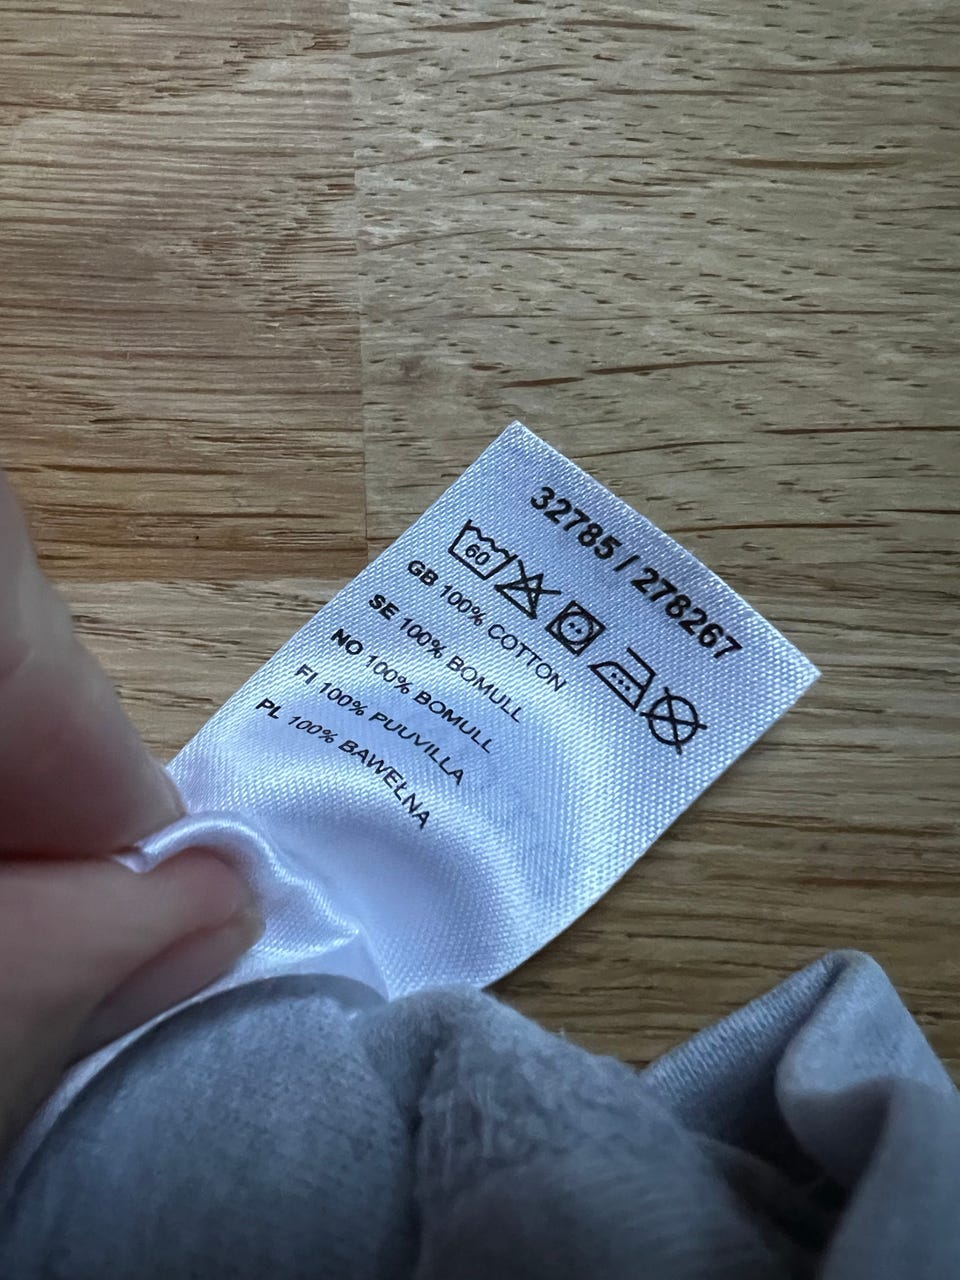 32785 / 278267
60
GB 100% COTTON
SE 100% BOMULL
NO 100% BOMULL
FI 100% PUUVILLA
PL 100% BAWEŁNA